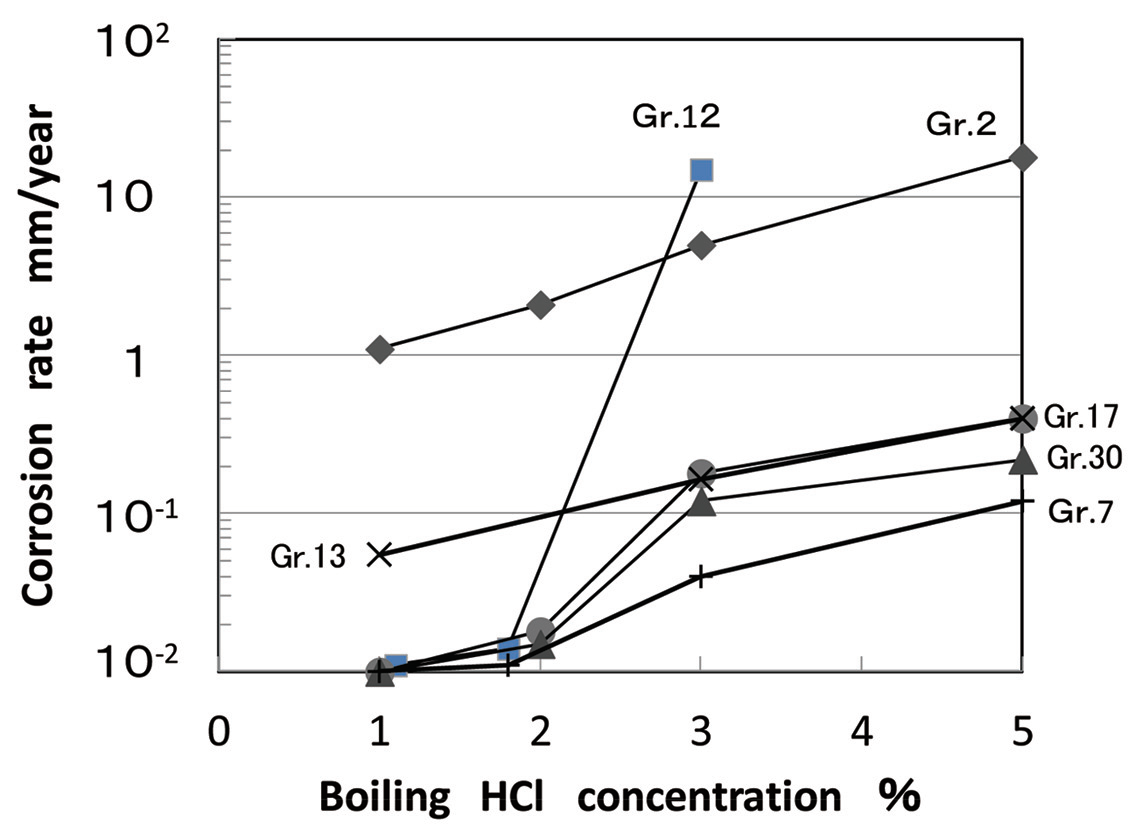 Corrosion rate mm/year
10²
10
1
10⁻¹
10⁻²
Gr.12
Gr.2
Gr.17
Gr.30
Gr.7
Gr.13
0 1 2 3 4 5
Boiling HCl concentration %